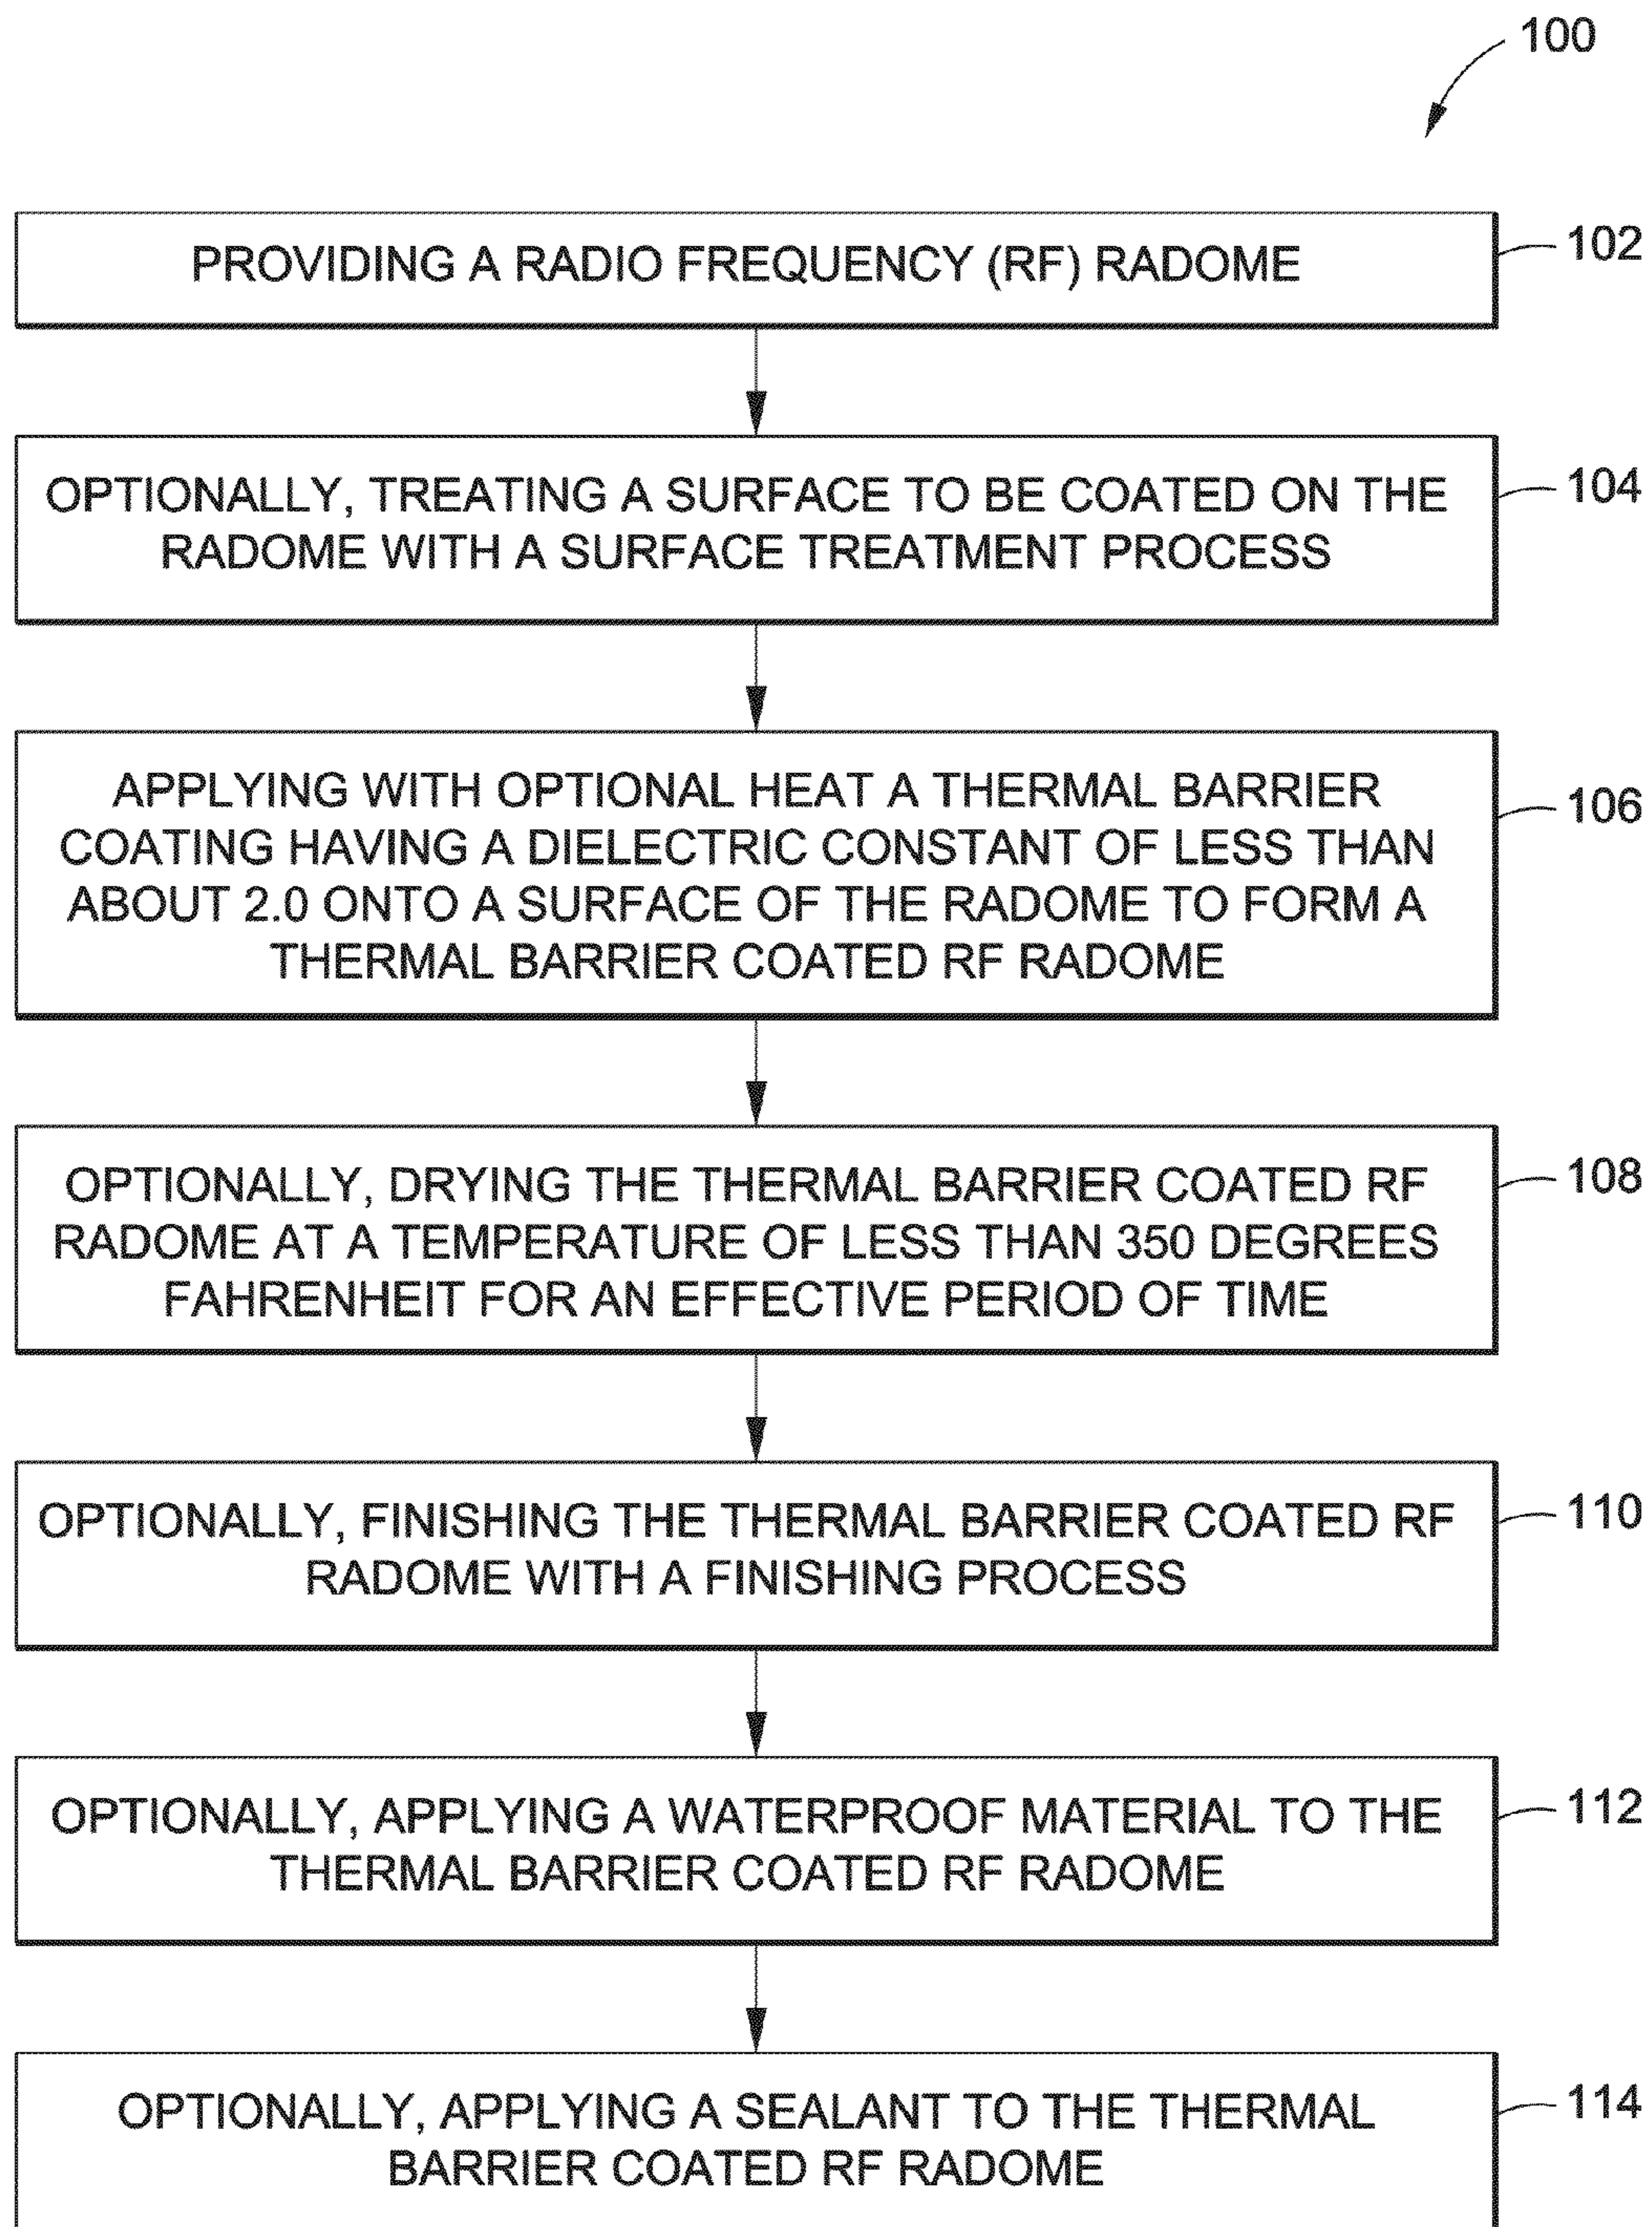 100
PROVIDING A RADIO FREQUENCY (RF) RADOME
102
OPTIONALLY, TREATING A SURFACE TO BE COATED ON THE
RADOME WITH A SURFACE TREATMENT PROCESS
104
APPLYING WITH OPTIONAL HEAT A THERMAL BARRIER
COATING HAVING A DIELECTRIC CONSTANT OF LESS THAN
ABOUT 2.0 ONTO A SURFACE OF THE RADOME TO FORM A
THERMAL BARRIER COATED RF RADOME
106
OPTIONALLY, DRYING THE THERMAL BARRIER COATED RF
RADOME AT A TEMPERATURE OF LESS THAN 350 DEGREES
FAHRENHEIT FOR AN EFFECTIVE PERIOD OF TIME
108
OPTIONALLY, FINISHING THE THERMAL BARRIER COATED RF
RADOME WITH A FINISHING PROCESS
110
OPTIONALLY, APPLYING A WATERPROOF MATERIAL TO THE
THERMAL BARRIER COATED RF RADOME
112
OPTIONALLY, APPLYING A SEALANT TO THE THERMAL
BARRIER COATED RF RADOME
114